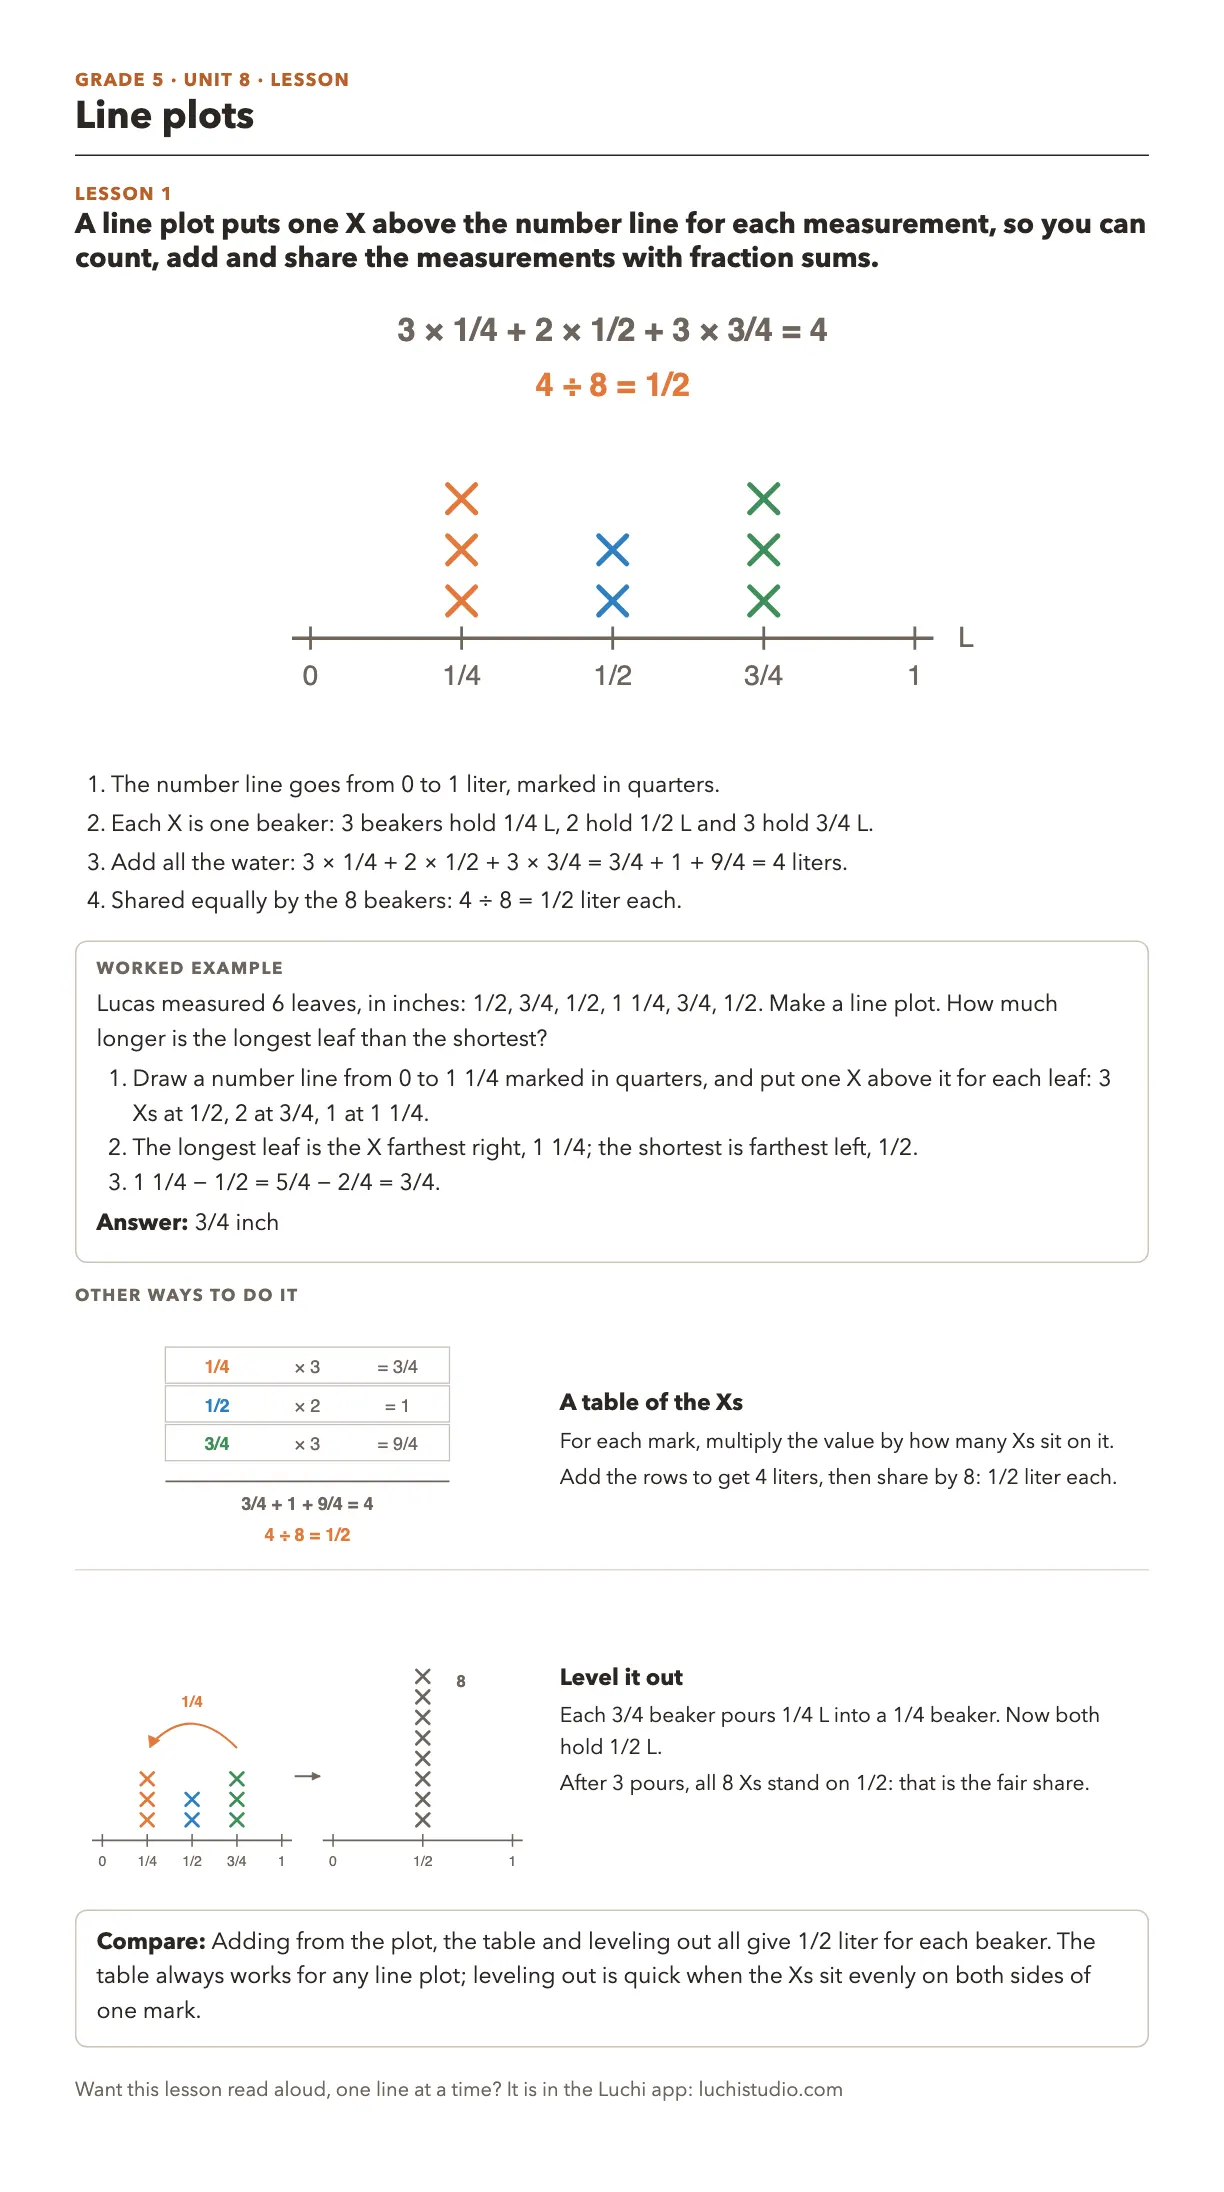 GRADE 5 · UNIT 8 · LESSON
Line plots
LESSON 1
A line plot puts one X above the number line for each measurement, so you can
count, add and share the measurements with fraction sums.
3 × 1/4 + 2 × 1/2 + 3 × 3/4 = 4
4 ÷ 8 = 1/2
L
0 1/4 1/2 3/4 1
1. The number line goes from 0 to 1 liter, marked in quarters.
2. Each X is one beaker: 3 beakers hold 1/4 L, 2 hold 1/2 L and 3 hold 3/4 L.
3. Add all the water: 3 × 1/4 + 2 × 1/2 + 3 × 3/4 = 3/4 + 1 + 9/4 = 4 liters.
4. Shared equally by the 8 beakers: 4 ÷ 8 = 1/2 liter each.
WORKED EXAMPLE
Lucas measured 6 leaves, in inches: 1/2, 3/4, 1/2, 1 1/4, 3/4, 1/2. Make a line plot. How much
longer is the longest leaf than the shortest?
1. Draw a number line from 0 to 1 1/4 marked in quarters, and put one X above it for each leaf: 3
Xs at 1/2, 2 at 3/4, 1 at 1 1/4.
2. The longest leaf is the X farthest right, 1 1/4; the shortest is farthest left, 1/2.
3. 1 1/4 − 1/2 = 5/4 − 2/4 = 3/4.
Answer: 3/4 inch
OTHER WAYS TO DO IT
1/4 × 3 = 3/4
1/2 × 2 = 1
3/4 × 3 = 9/4
3/4 + 1 + 9/4 = 4
4 ÷ 8 = 1/2
A table of the Xs
For each mark, multiply the value by how many Xs sit on it.
Add the rows to get 4 liters, then share by 8: 1/2 liter each.
1/4
8
0 1/4 1/2 3/4 1
0 1/2 1
Level it out
Each 3/4 beaker pours 1/4 L into a 1/4 beaker. Now both
hold 1/2 L.
After 3 pours, all 8 Xs stand on 1/2: that is the fair share.
Compare: Adding from the plot, the table and leveling out all give 1/2 liter for each beaker. The
table always works for any line plot; leveling out is quick when the Xs sit evenly on both sides of
one mark.
Want this lesson read aloud, one line at a time? It is in the Luchi app: luchistudio.com